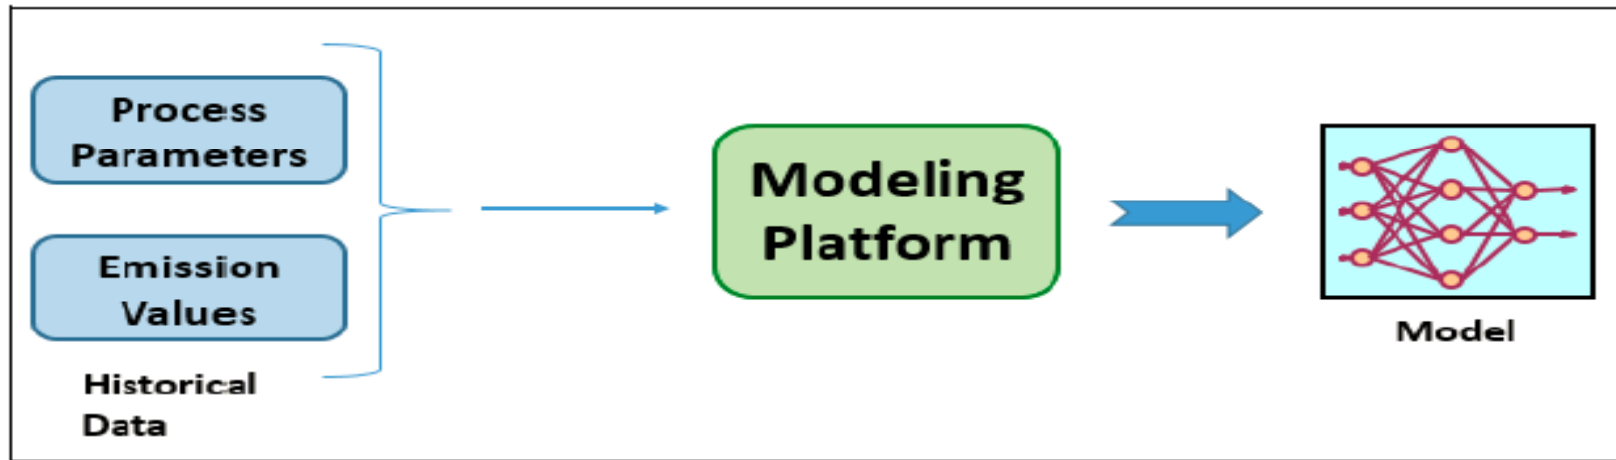 Process
Parameters
Emission
Values
Historical
Data
Modeling
Platform
Model